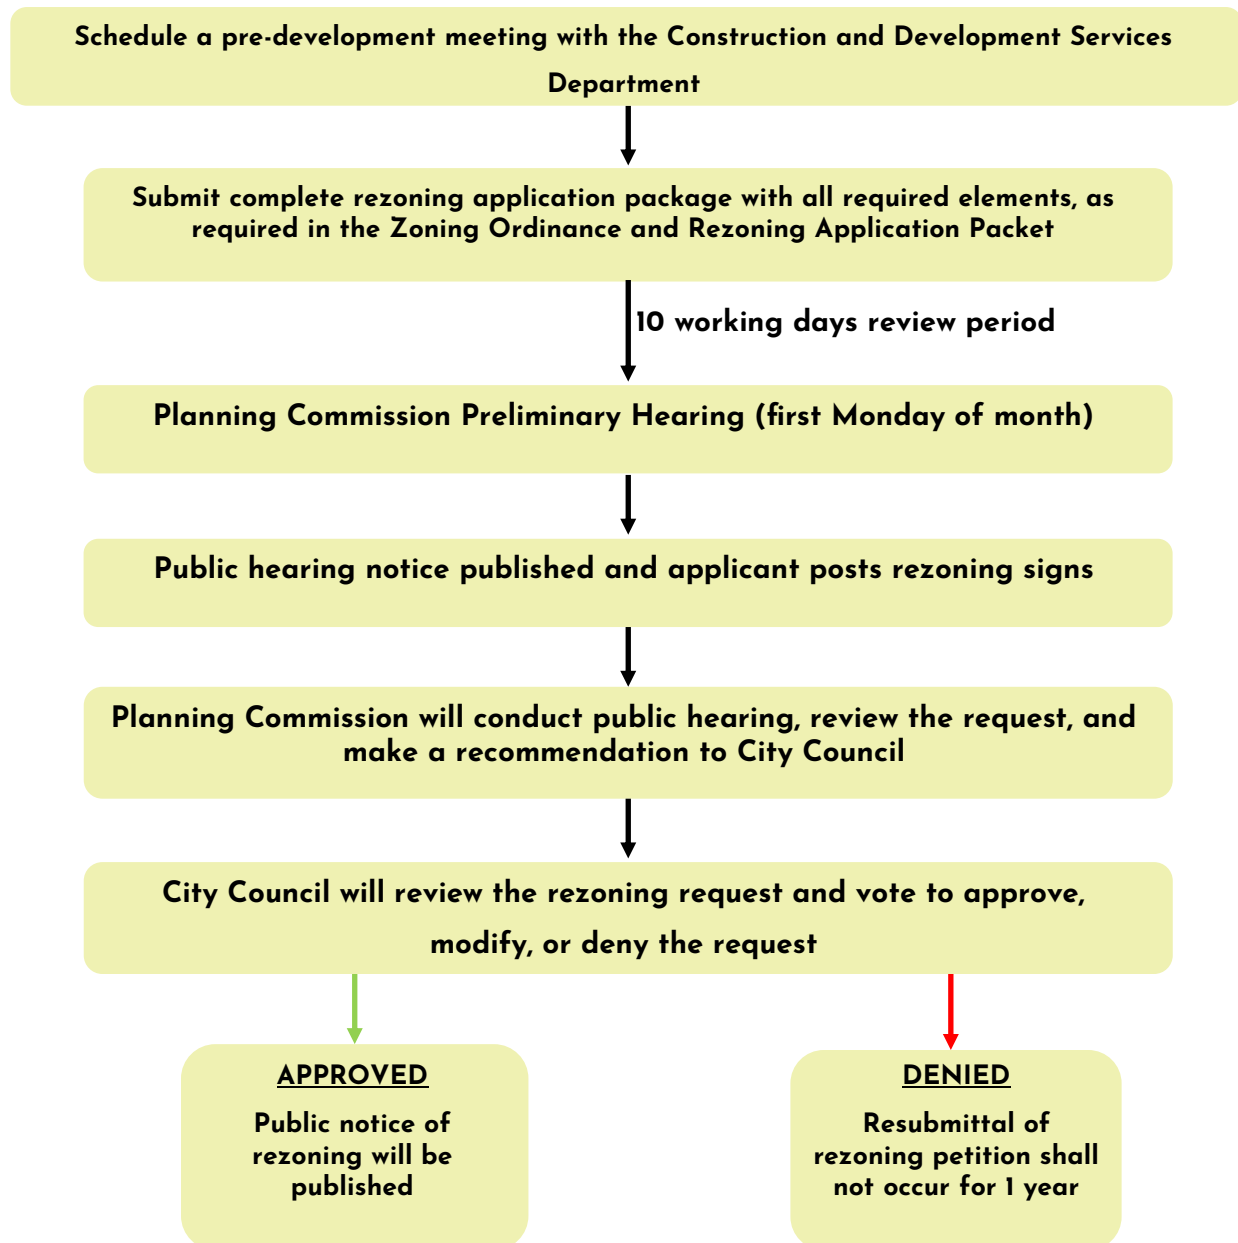 Schedule a pre-development meeting with the Construction and Development Services
Department
Submit complete rezoning application package with all required elements, as
required in the Zoning Ordinance and Rezoning Application Packet
10 working days review period
Planning Commission Preliminary Hearing (first Monday of month)
Public hearing notice published and applicant posts rezoning signs
Planning Commission will conduct public hearing, review the request, and
make a recommendation to City Council
City Council will review the rezoning request and vote to approve,
modify, or deny the request
APPROVED
Public notice of
rezoning will be
published
DENIED
Resubmittal of
rezoning petition shall
not occur for 1 year